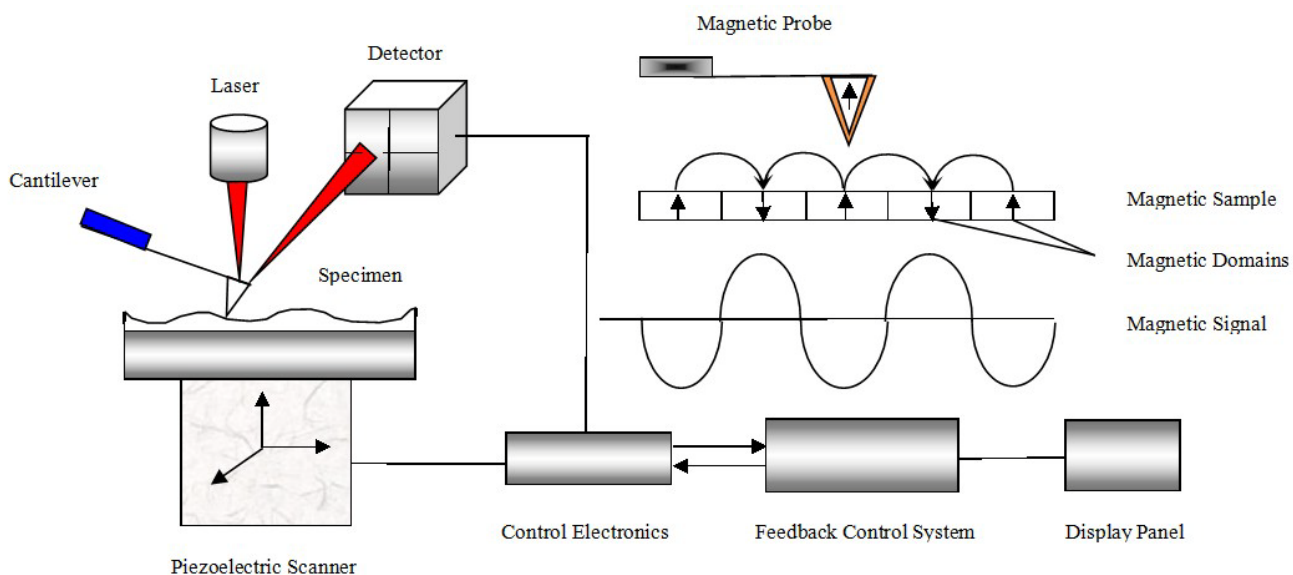 Magnetic Probe
Detector
Laser
Cantilever
Magnetic Sample
Magnetic Domains
Specimen
Magnetic Signal
Control Electronics
Feedback Control System
Display Panel
Piezoelectric Scanner